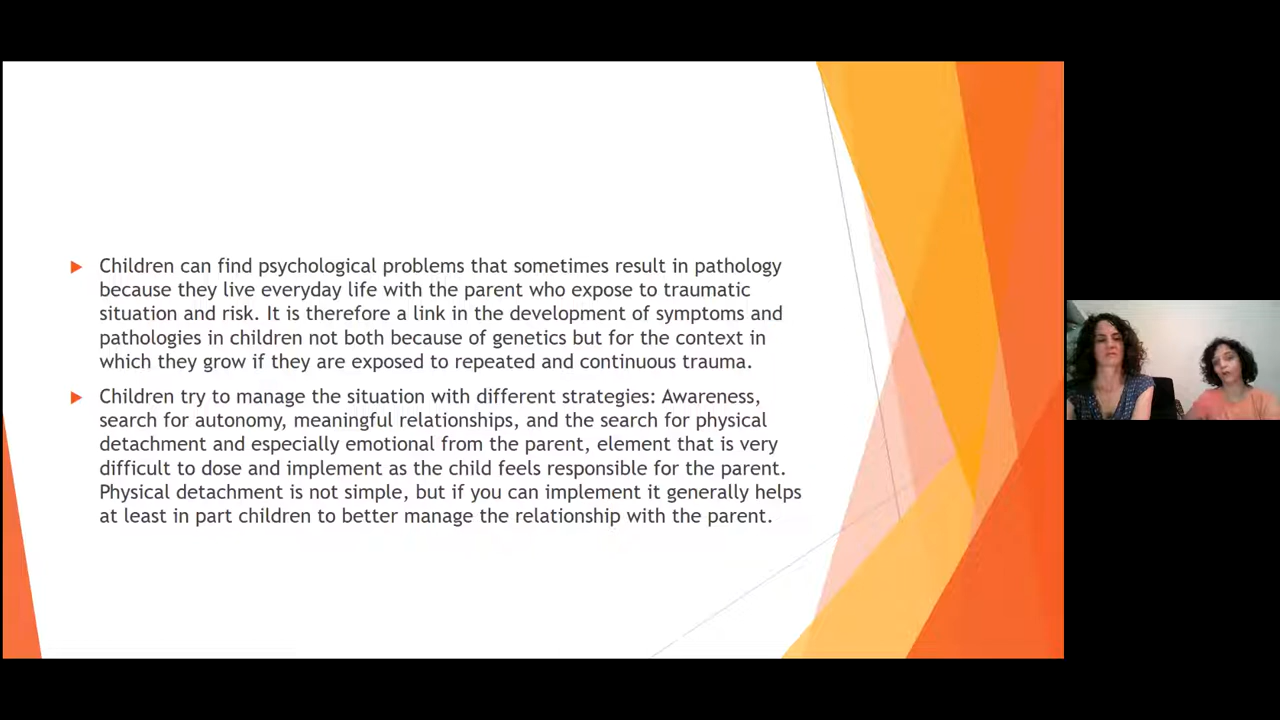 Children can find psychological problems that sometimes result in pathology
because they live everyday life with the parent who expose to traumatic
situation and risk. It is therefore a link in the development of symptoms and
pathologies in children not both because of genetics but for the context in
which they grow if they are exposed to repeated and continuous trauma.
Children try to manage the situation with different strategies: Awareness,
search for autonomy, meaningful relationships, and the search for physical
detachment and especially emotional from the parent, element that is very
difficult to dose and implement as the child feels responsible for the parent.
Physical detachment is not simple, but if you can implement it generally helps
at least in part children to better manage the relationship with the parent.